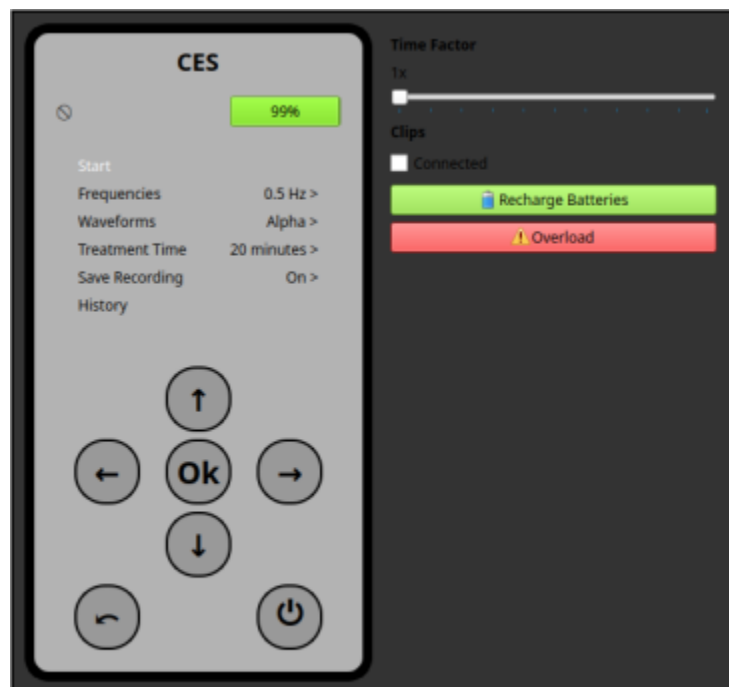 CES
99%
Start
Frequencies 0.5 Hz >
Waveforms Alpha >
Treatment Time 20 minutes >
Save Recording On >
History
↑
← Ok →
↓
Time Factor
1x
Clips
Connected
Recharge Batteries
Overload